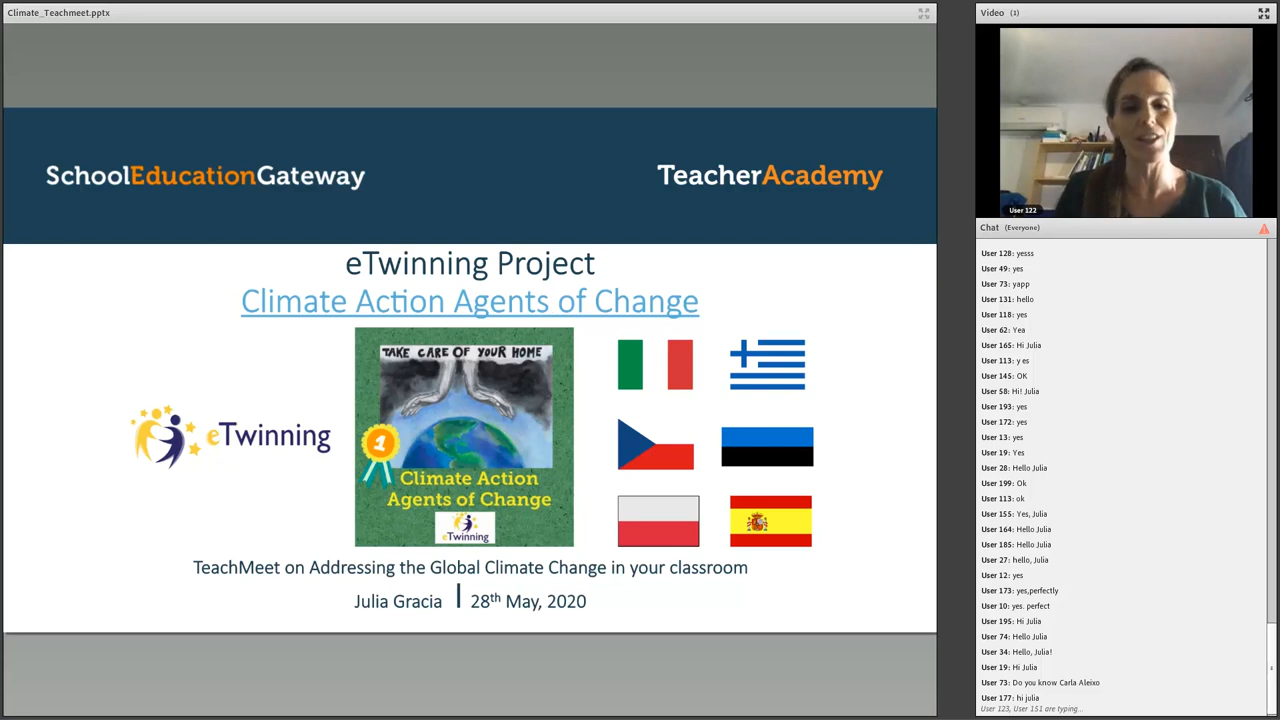 Climate_Teachmeet.pptx
SchoolEducationGateway
TeacherAcademy
eTwinning Project
Climate Action Agents of Change
TAKE CARE OF YOUR HOME
1
Climate Action
Agents of Change
eTwinning
eTwinning
TeachMeet on Addressing the Global Climate Change in your classroom
Julia Gracia | 28th May, 2020
Video (1)
User 122
Chat (Everyone)
User 128: yesss
User 49: yes
User 73: yapp
User 131: hello
User 118: yes
User 62: Yea
User 165: Hi Julia
User 113: y es
User 145: OK
User 58: Hi! Julia
User 193: yes
User 172: yes
User 13: yes
User 19: Yes
User 28: Hello Julia
User 199: Ok
User 113: ok
User 155: Yes, Julia
User 164: Hello Julia
User 185: Hello Julia
User 27: hello, Julia
User 12: yes
User 173: yes,perfectly
User 10: yes. perfect
User 195: Hi Julia
User 74: Hello Julia
User 34: Hello, Julia!
User 19: Hi Julia
User 73: Do you know Carla Aleixo
User 177: hi julia
User 123, User 151 are typing...